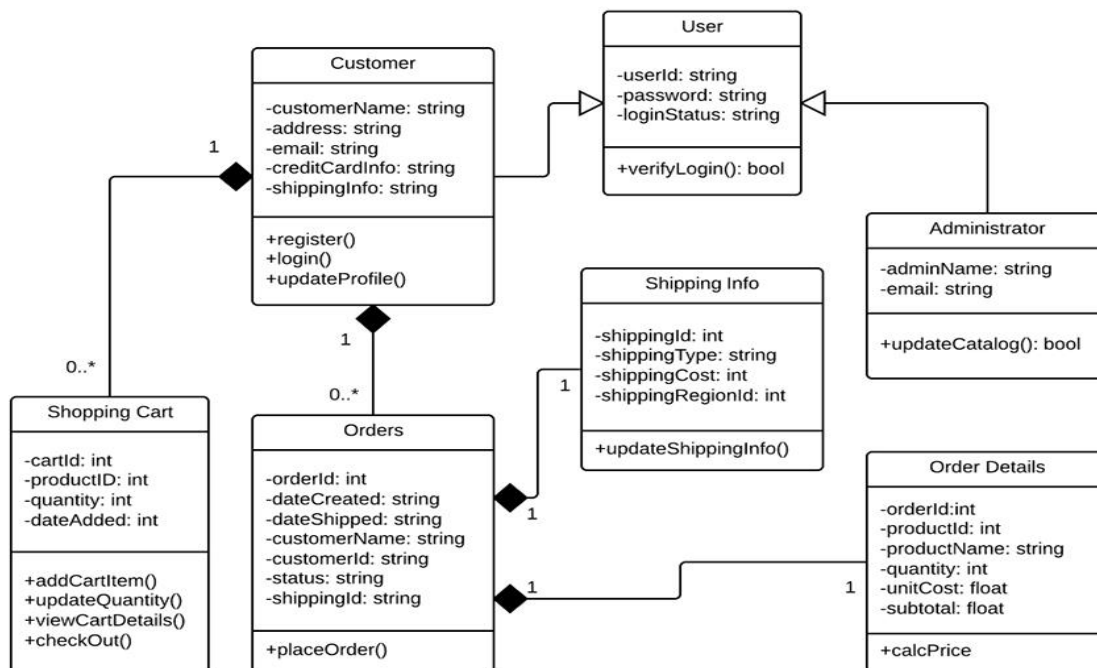 User
-userId: string
-password: string
-loginStatus: string
+verifyLogin(): bool
Customer
-customerName: string
-address: string
-email: string
-creditCardInfo: string
-shippingInfo: string
+register()
+login()
+updateProfile()
1
0..*
1
0..*
Administrator
-adminName: string
-email: string
+updateCatalog(): bool
Shipping Info
-shippingId: int
-shippingType: string
-shippingCost: int
-shippingRegionId: int
+updateShippingInfo()
1
1
Shopping Cart
-cartId: int
-productID: int
-quantity: int
-dateAdded: int
+addCartItem()
+updateQuantity()
+viewCartDetails()
+checkOut()
Orders
-orderId: int
-dateCreated: string
-dateShipped: string
-customerName: string
-customerId: string
-status: string
-shippingId: string
+placeOrder()
1
1
Order Details
-orderId:int
-productId: int
-productName: string
-quantity: int
-unitCost: float
-subtotal: float
+calcPrice